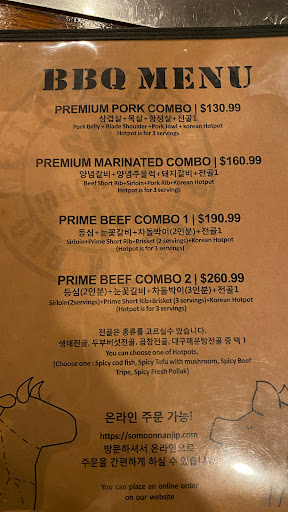 BBQ MENU
PREMIUM PORK COMBO | $130.99
삼겹살+목살+항정살+전골1
Pork Belly + Blade Shoulder +Pork Jowl + korean Hotpot
Hotpot is for 3 servings
PREMIUM MARINATED COMBO | $160.99
양념갈비+양념주물럭+돼지갈비+전골1
Beef Short Rib+Sirloin+Pork Rib+Korean Hotpot
Hotpot is for 3 servings
PRIME BEEF COMBO 1 | $190.99
등심+눈꽃갈비+차돌박이(2인분)+전골1
Sirloin+Prime Short Rib+Brisket (2 servings)+Korean Hotpot
(Hotpot is for 3 servings)
PRIME BEEF COMBO 2 | $260.99
등심(2인분)+눈꽃갈비+차돌박이(3인분)+전골1
Sirloin(2servings)+Prime Short Rib+Brisket (3 servings)+Korean Hotpot
(Hotpot is for 3 servings)
전골은 종류를 고르실수 있습니다.
생태전골, 두부버섯전골, 곱창전골, 대구매운탕전골 중 택 1
You can choose one of Hotpots.
(Choose one : Spicy cod fish, Spicy Tofu with mushroom, Spicy Beef
Tripe, Spicy Fresh Pollak)
온라인 주문 가능!
https://somoonnanjip.com
방문하셔서 온라인으로
주문을 간편하게 하실 수 있습니다
You can place an online order
on our website